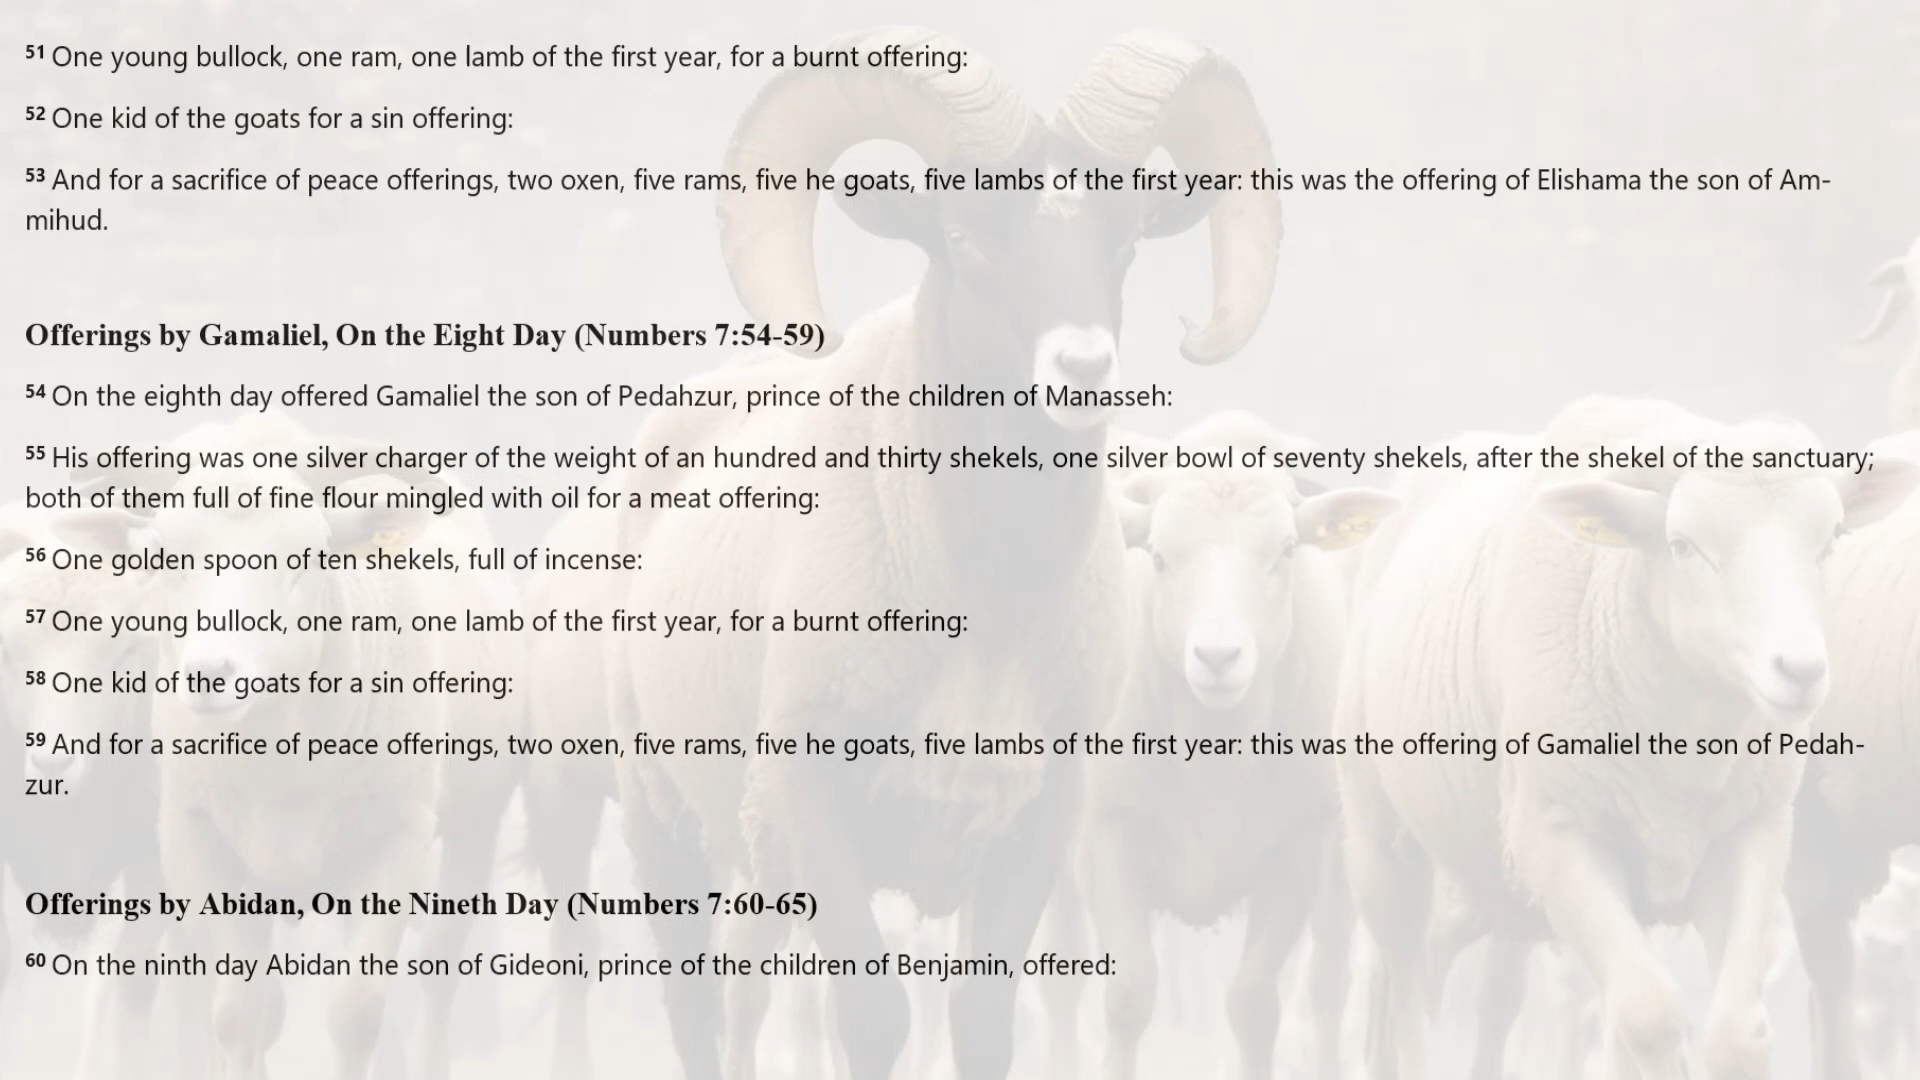 51 One young bullock, one ram, one lamb of the first year, for a burnt offering:
52 One kid of the goats for a sin offering:
53 And for a sacrifice of peace offerings, two oxen, five rams, five he goats, five lambs of the first year: this was the offering of Elishama the son of Am-
mihud.
Offerings by Gamaliel, On the Eight Day (Numbers 7:54-59)
54 On the eighth day offered Gamaliel the son of Pedahzur, prince of the children of Manasseh:
55 His offering was one silver charger of the weight of an hundred and thirty shekels, one silver bowl of seventy shekels, after the shekel of the sanctuary;
both of them full of fine flour mingled with oil for a meat offering:
56 One golden spoon of ten shekels, full of incense:
57 One young bullock, one ram, one lamb of the first year, for a burnt offering:
58 One kid of the goats for a sin offering:
59 And for a sacrifice of peace offerings, two oxen, five rams, five he goats, five lambs of the first year: this was the offering of Gamaliel the son of Pedah-
zur.
Offerings by Abidan, On the Nineth Day (Numbers 7:60-65)
60 On the ninth day Abidan the son of Gideoni, prince of the children of Benjamin, offered: